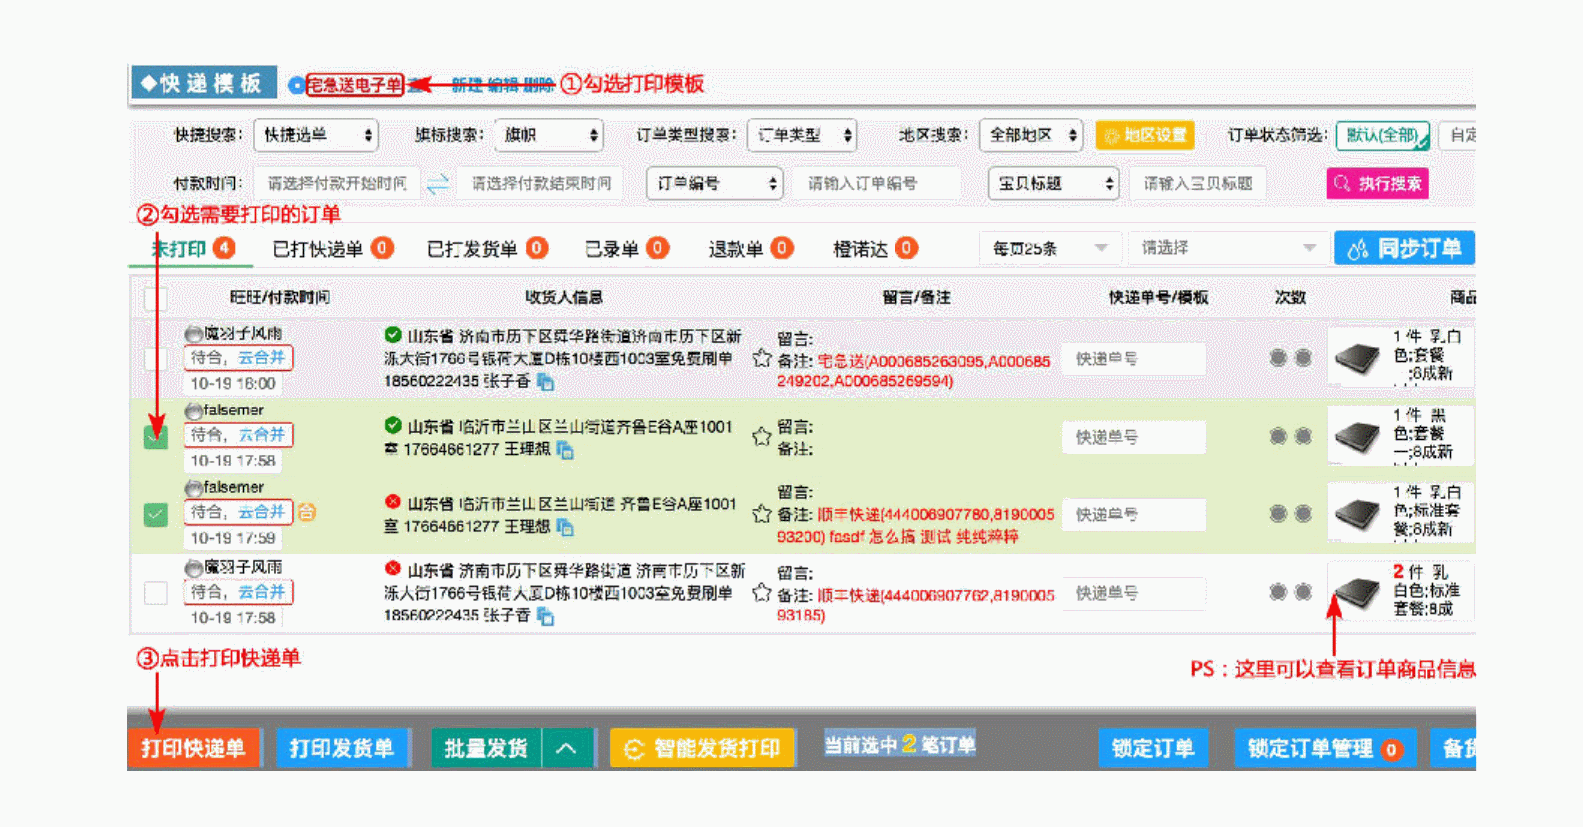 ◆快递模板 宅急送电子单 新建 编辑 删除 ①勾选打印模板
快捷搜索: 快捷选单 旗标搜索: 旗帜 订单类型搜索: 订单类型 地区搜索: 全部地区 地区设置 订单状态筛选: 默认(全部) 自定
付款时间: 请选择付款开始时间 请选择付款结束时间 订单编号 请输入订单编号 宝贝标题 请输入宝贝标题 执行搜索
②勾选需要打印的订单
未打印 4 已打快递单 0 已打发货单 0 已录单 0 退款单 0 橙诺达 0 每页25条 请选择 同步订单
旺旺/付款时间 收货人信息 留言/备注 快递单号/模板 次数 商品
魔羽子风雨
待合, 去合并
10-19 16:00
山东省 济南市历下区舜华路街道济南市历下区新
泺大街1766号银荷大厦D栋10楼西1003室免费刷单
18560222435 张子香
留言:
备注: 宅急送(A000685263095,A000685
249202,A000685269594)
快递单号
1 件 乳白
色;套餐
;8成新
falsemer
待合, 去合并
10-19 17:58
山东省 临沂市兰山区兰山街道齐鲁E谷A座1001
室 17664661277 王理想
留言:
备注:
快递单号
1 件 黑
色;套餐
一;8成新
falsemer
待合, 去合并 合
10-19 17:59
山东省 临沂市兰山区兰山街道 齐鲁E谷A座1001
室 17664661277 王理想
留言:
备注: 顺丰快递(444006907780,8190005
93200) fasdf 怎么搞 测试 纯纯粹粹
快递单号
1 件 乳白
色;标准套
餐;8成新
魔羽子风雨
待合, 去合并
10-19 17:58
山东省 济南市历下区舜华路街道 济南市历下区新
泺大街1766号银荷大厦D栋10楼西1003室免费刷单
18560222435 张子香
留言:
备注: 顺丰快递(444006907762,8190005
93185)
快递单号
2 件 乳
白色;标准
套餐;8成
③点击打印快递单
PS：这里可以查看订单商品信息
打印快递单 打印发货单 批量发货 智能发货打印 当前选中 2 笔订单 锁定订单 锁定订单管理 0 备货